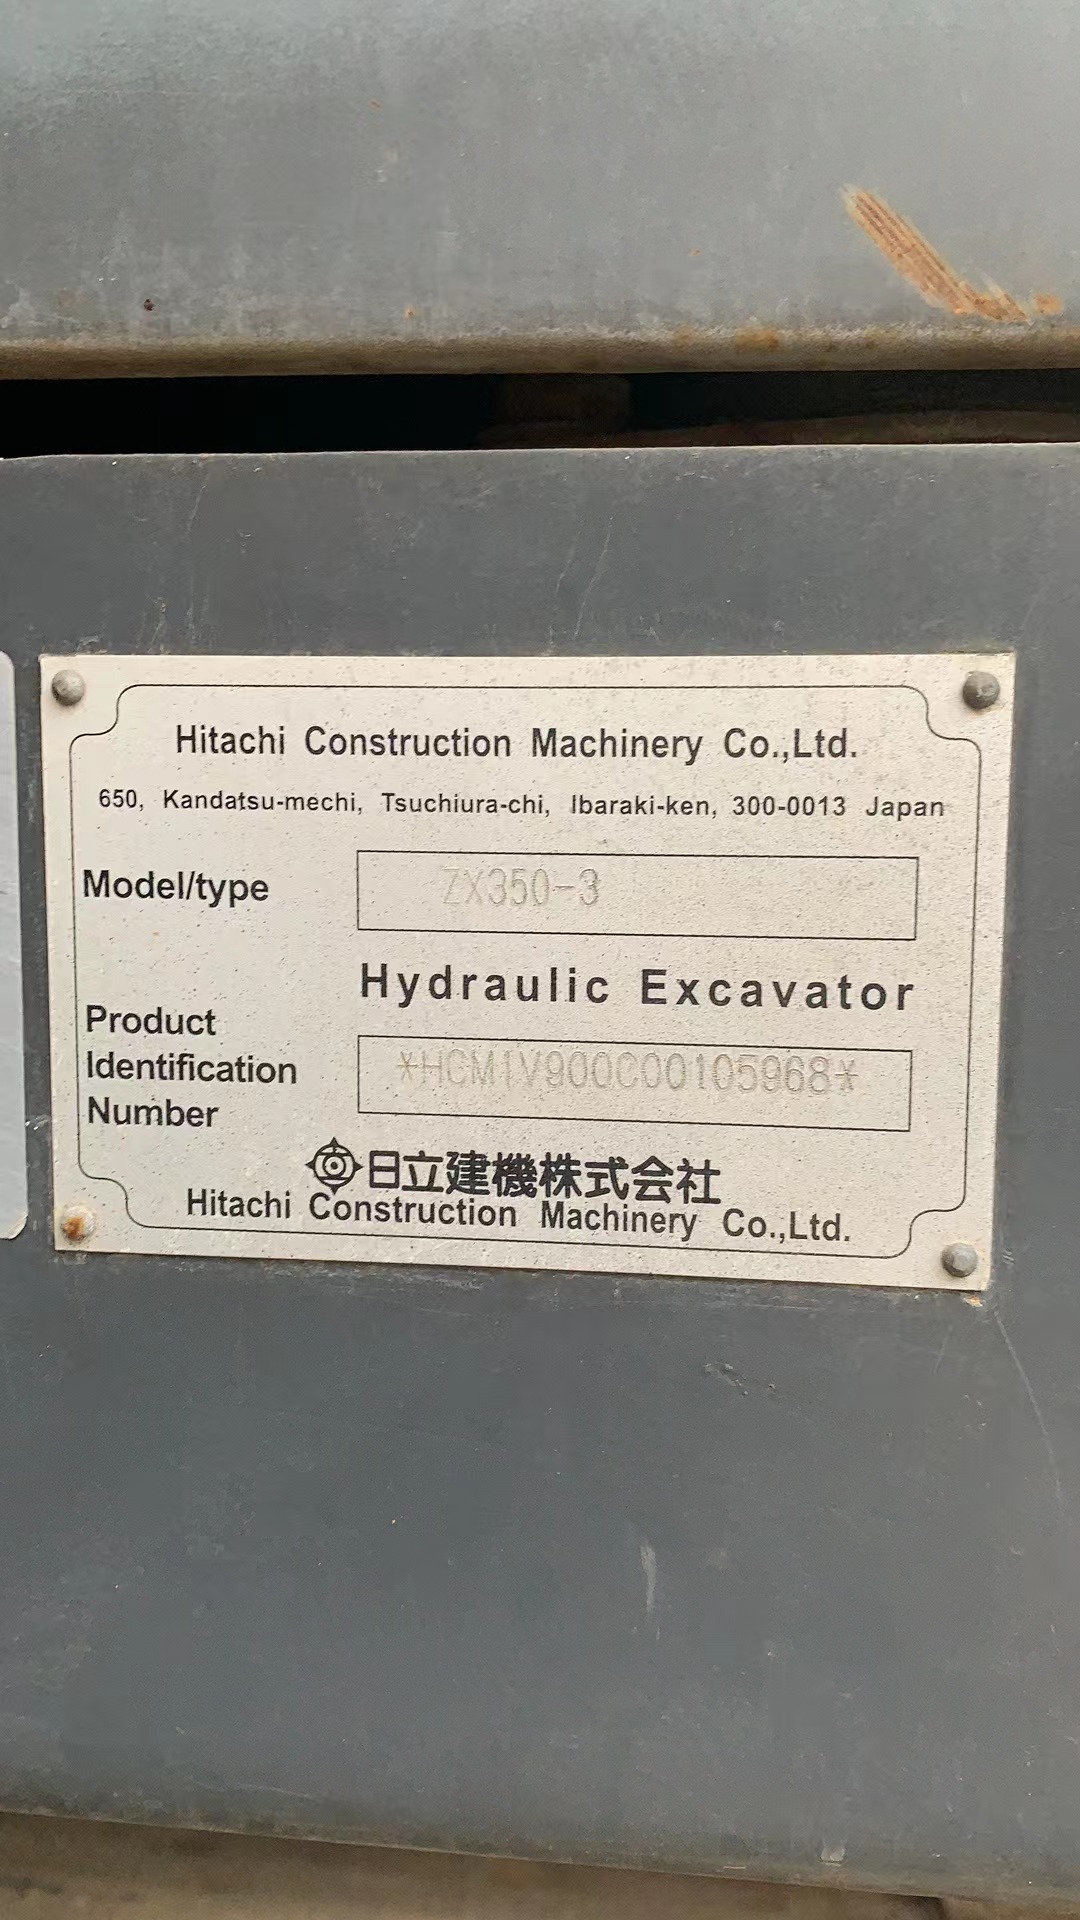 Hitachi Construction Machinery Co.,Ltd.
650, Kandatsu-mechi, Tsuchiura-chi, Ibaraki-ken, 300-0013 Japan
Model/type ZX350-3
Hydraulic Excavator
Product Identification Number *HCM1V900C00105968*
日立建機株式会社
Hitachi Construction Machinery Co.,Ltd.